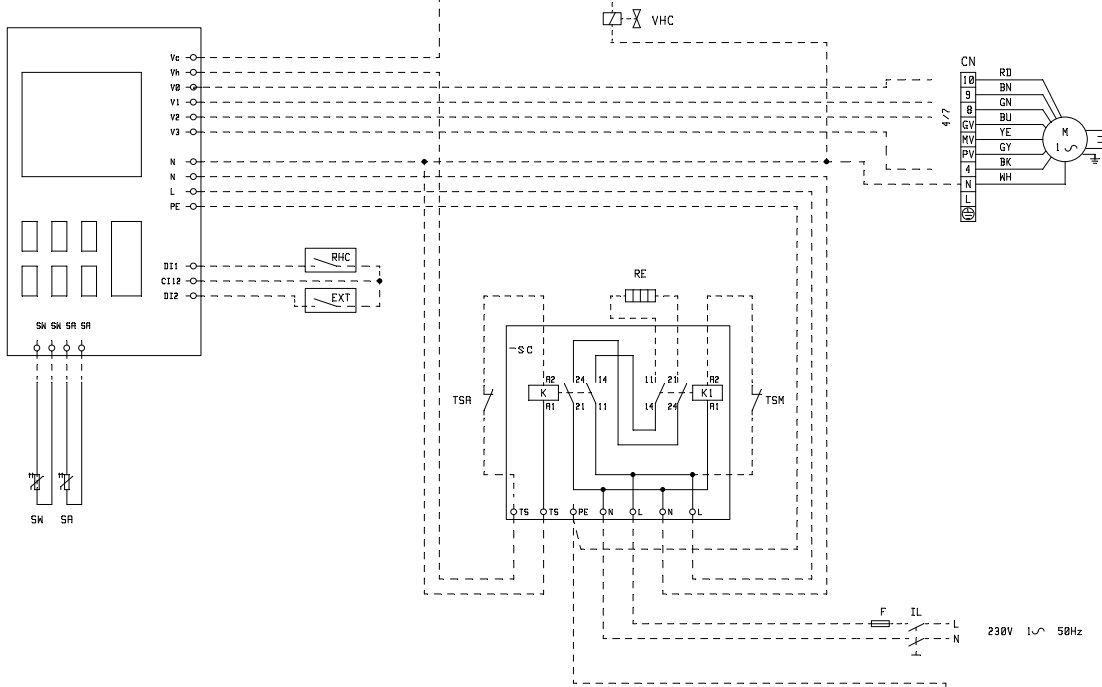 VHC
Vc
Vh
V0
V1
V2
V3
N
N
L
PE
DI1
CI12
DI2
RHC
EXT
SW SW SA SA
SW SA
CN
10 RD
9 BN
8 GN
GV BU
MV YE
PV GY
4 BK
N WH
L
4/7
M
1
RE
SC
TSA
K
A2
A1
24 14
21 11
11 21
14 24
K1
A2
A1
TSM
TS TS PE N L N L
F IL
L
N
230V 1 50Hz